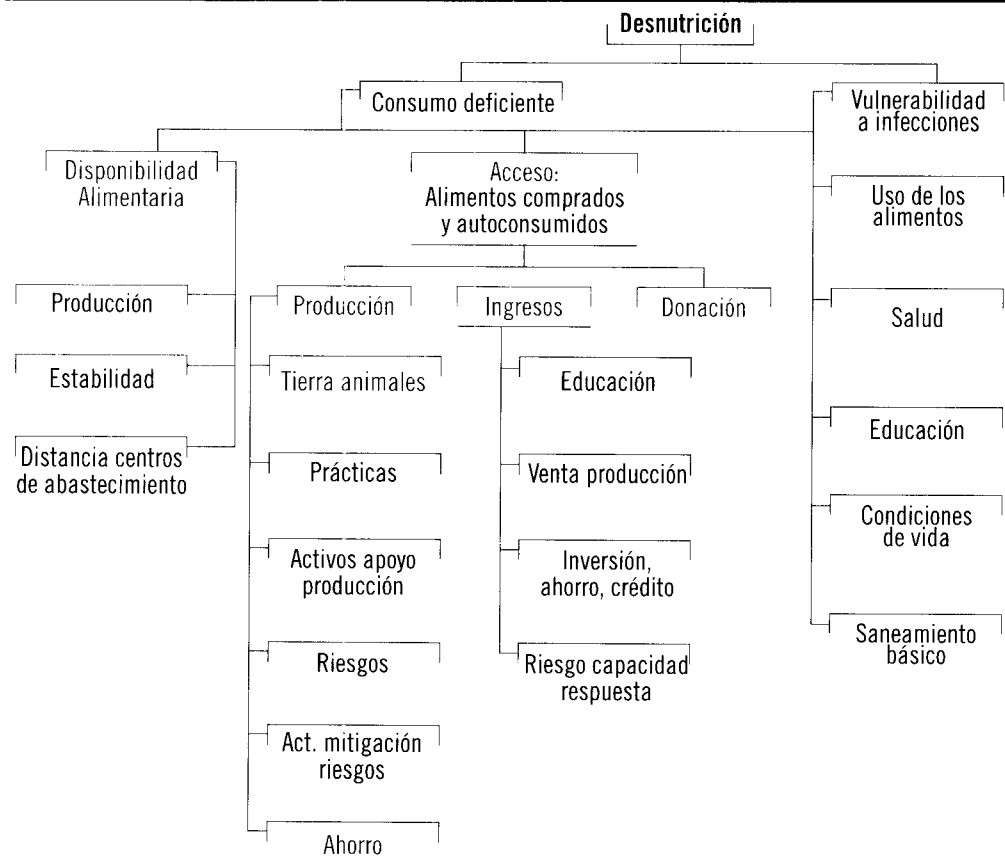 Desnutrición
Consumo deficiente
Vulnerabilidad
a infecciones
Disponibilidad
Alimentaria
Acceso:
Alimentos comprados
y autoconsumidos
Uso de los
alimentos
Producción
Producción
Ingresos
Donación
Salud
Estabilidad
Tierra animales
Educación
Educación
Distancia centros
de abastecimiento
Prácticas
Venta producción
Condiciones
de vida
Activos apoyo
producción
Inversión,
ahorro, crédito
Saneamiento
básico
Riesgos
Riesgo capacidad
respuesta
Act. mitigación
riesgos
Ahorro